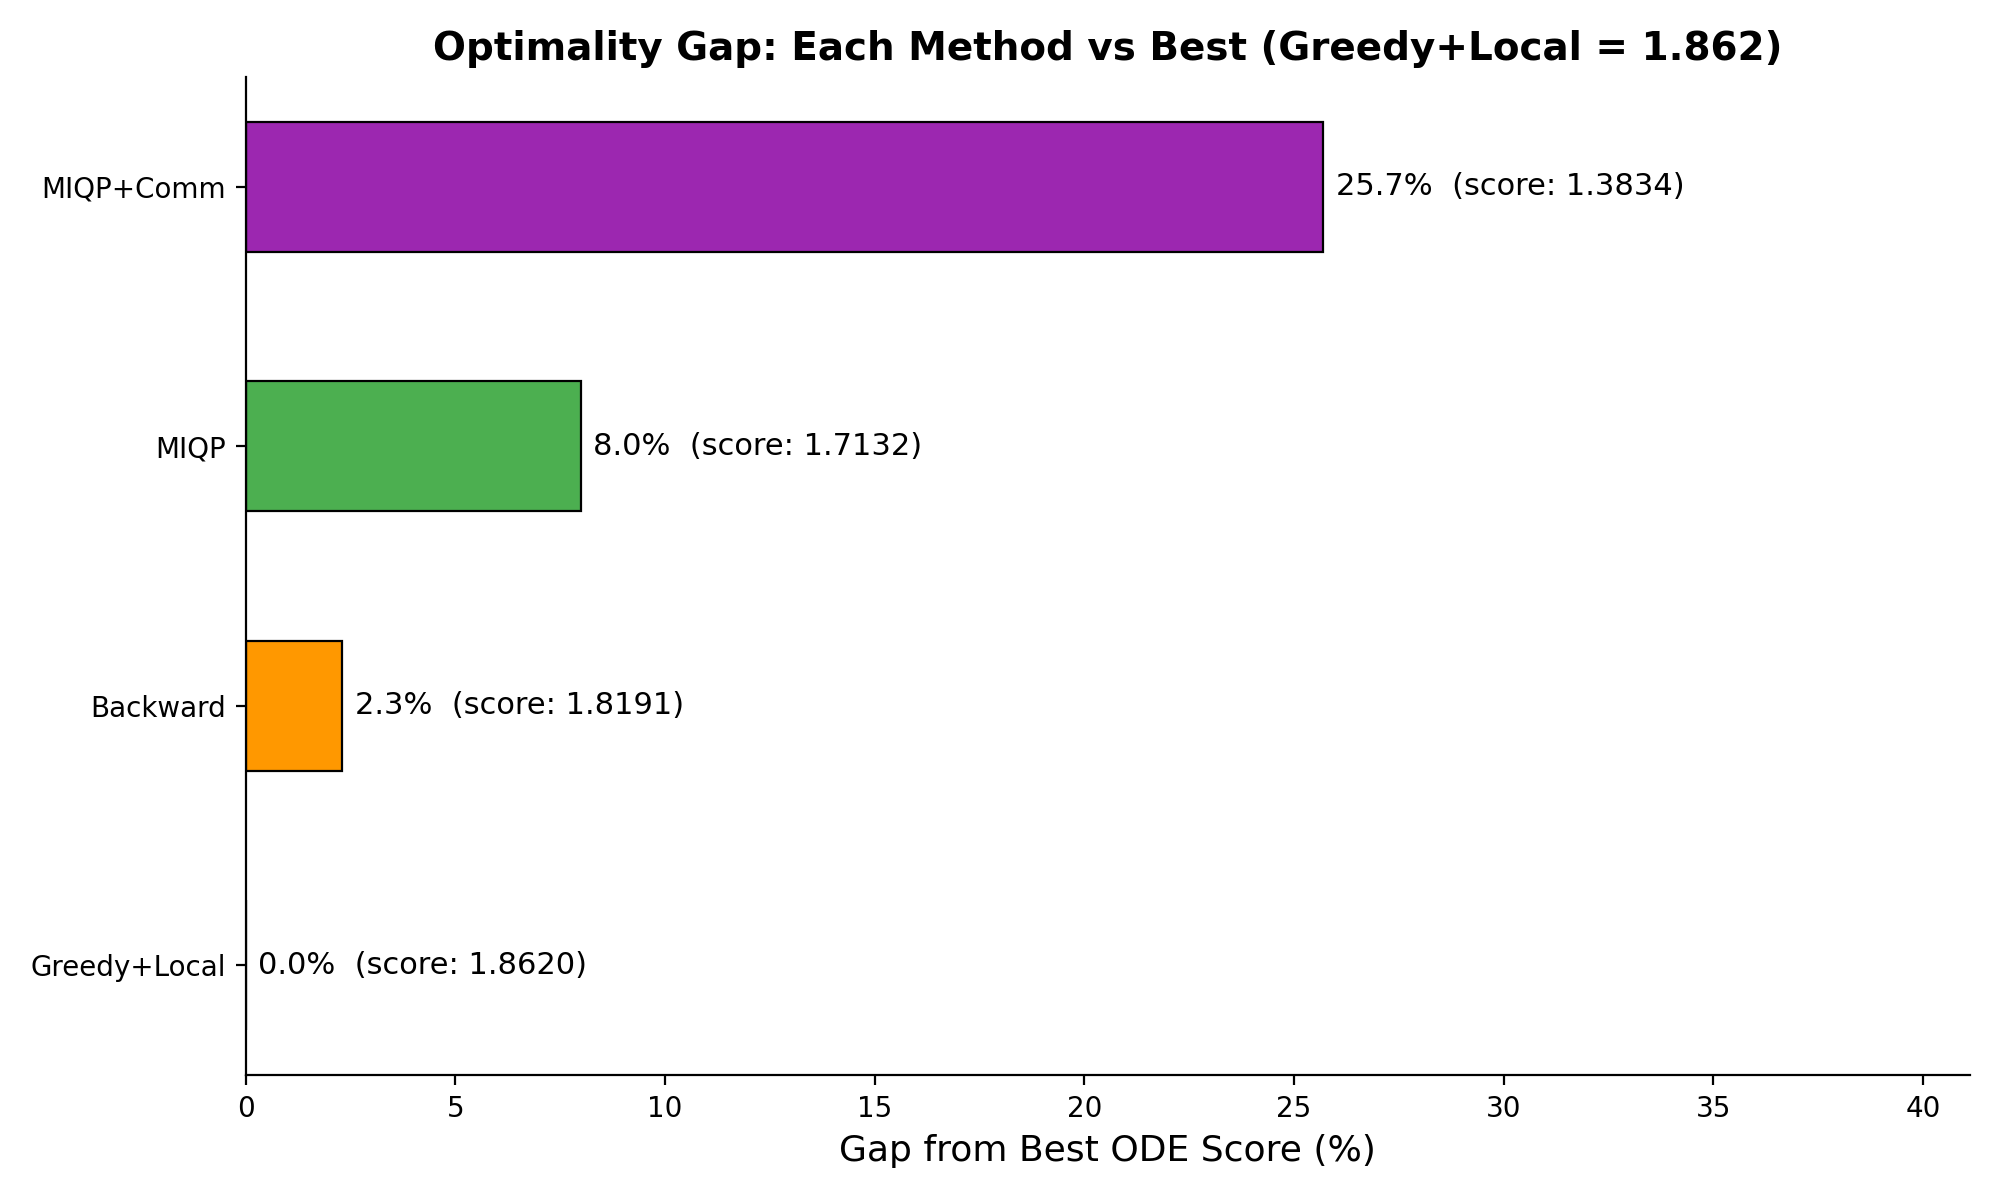 Optimality Gap: Each Method vs Best (Greedy+Local = 1.862)
MIQP+Comm
25.7%  (score: 1.3834)
MIQP
8.0%  (score: 1.7132)
Backward
2.3%  (score: 1.8191)
Greedy+Local
0.0%  (score: 1.8620)
0 5 10 15 20 25 30 35 40
Gap from Best ODE Score (%)